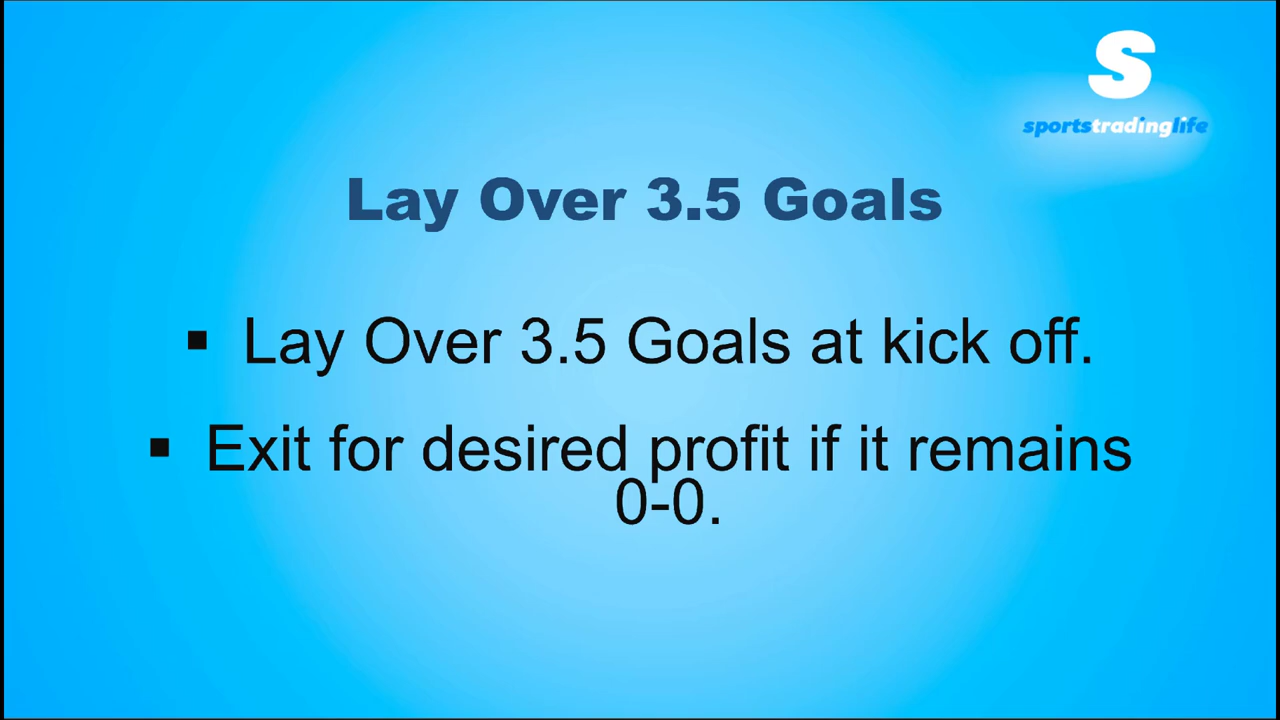 S
sportstradinglife
Lay Over 3.5 Goals
▪ Lay Over 3.5 Goals at kick off.
▪ Exit for desired profit if it remains
0-0.